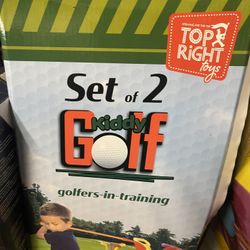 TOP
RiGHT
Toys
Set of 2
Kiddy
Golf
golfers-in-training